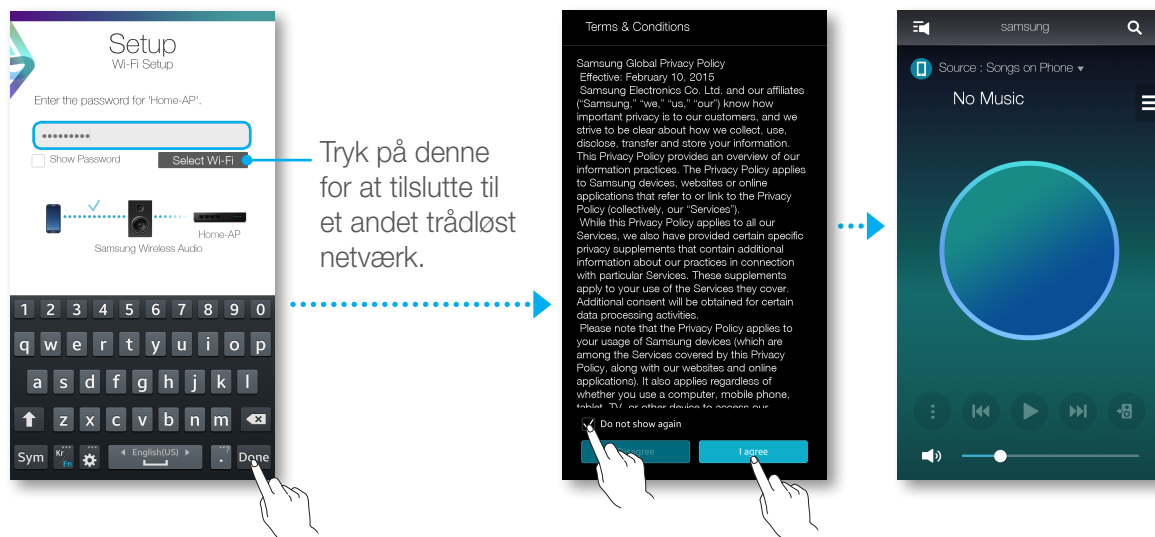 Setup
Wi-Fi Setup
Enter the password for 'Home-AP'.
Show Password
Select Wi-Fi
Home-AP
Samsung Wireless Audio
1 2 3 4 5 6 7 8 9 0
q w e r t y u i o p
a s d f g h j k l
z x c v b n m
Sym Kr En English(US) . ? Done
Tryk på denne
for at tilslutte til
et andet trådløst
netværk.
Terms & Conditions
Samsung Global Privacy Policy
Effective: February 10, 2015
Samsung Electronics Co. Ltd. and our affiliates
(“Samsung,” “we,” “us,” “our”) know how
important privacy is to our customers, and we
strive to be clear about how we collect, use,
disclose, transfer and store your information.
This Privacy Policy provides an overview of our
information practices. The Privacy Policy applies
to Samsung devices, websites or online
applications that refer to or link to the Privacy
Policy (collectively, our “Services”).
While this Privacy Policy applies to all our
Services, we also have provided certain specific
privacy supplements that contain additional
information about our practices in connection
with particular Services. These supplements
apply to your use of the Services they cover.
Additional consent will be obtained for certain
data processing activities.
Please note that the Privacy Policy applies to
your usage of Samsung devices (which are
among the Services covered by this Privacy
Policy, along with our websites and online
applications). It also applies regardless of
whether you use a computer, mobile phone,
tablet, TV, or other device to access our
Do not show again
Disagree
I agree
samsung
Source : Songs on Phone
No Music